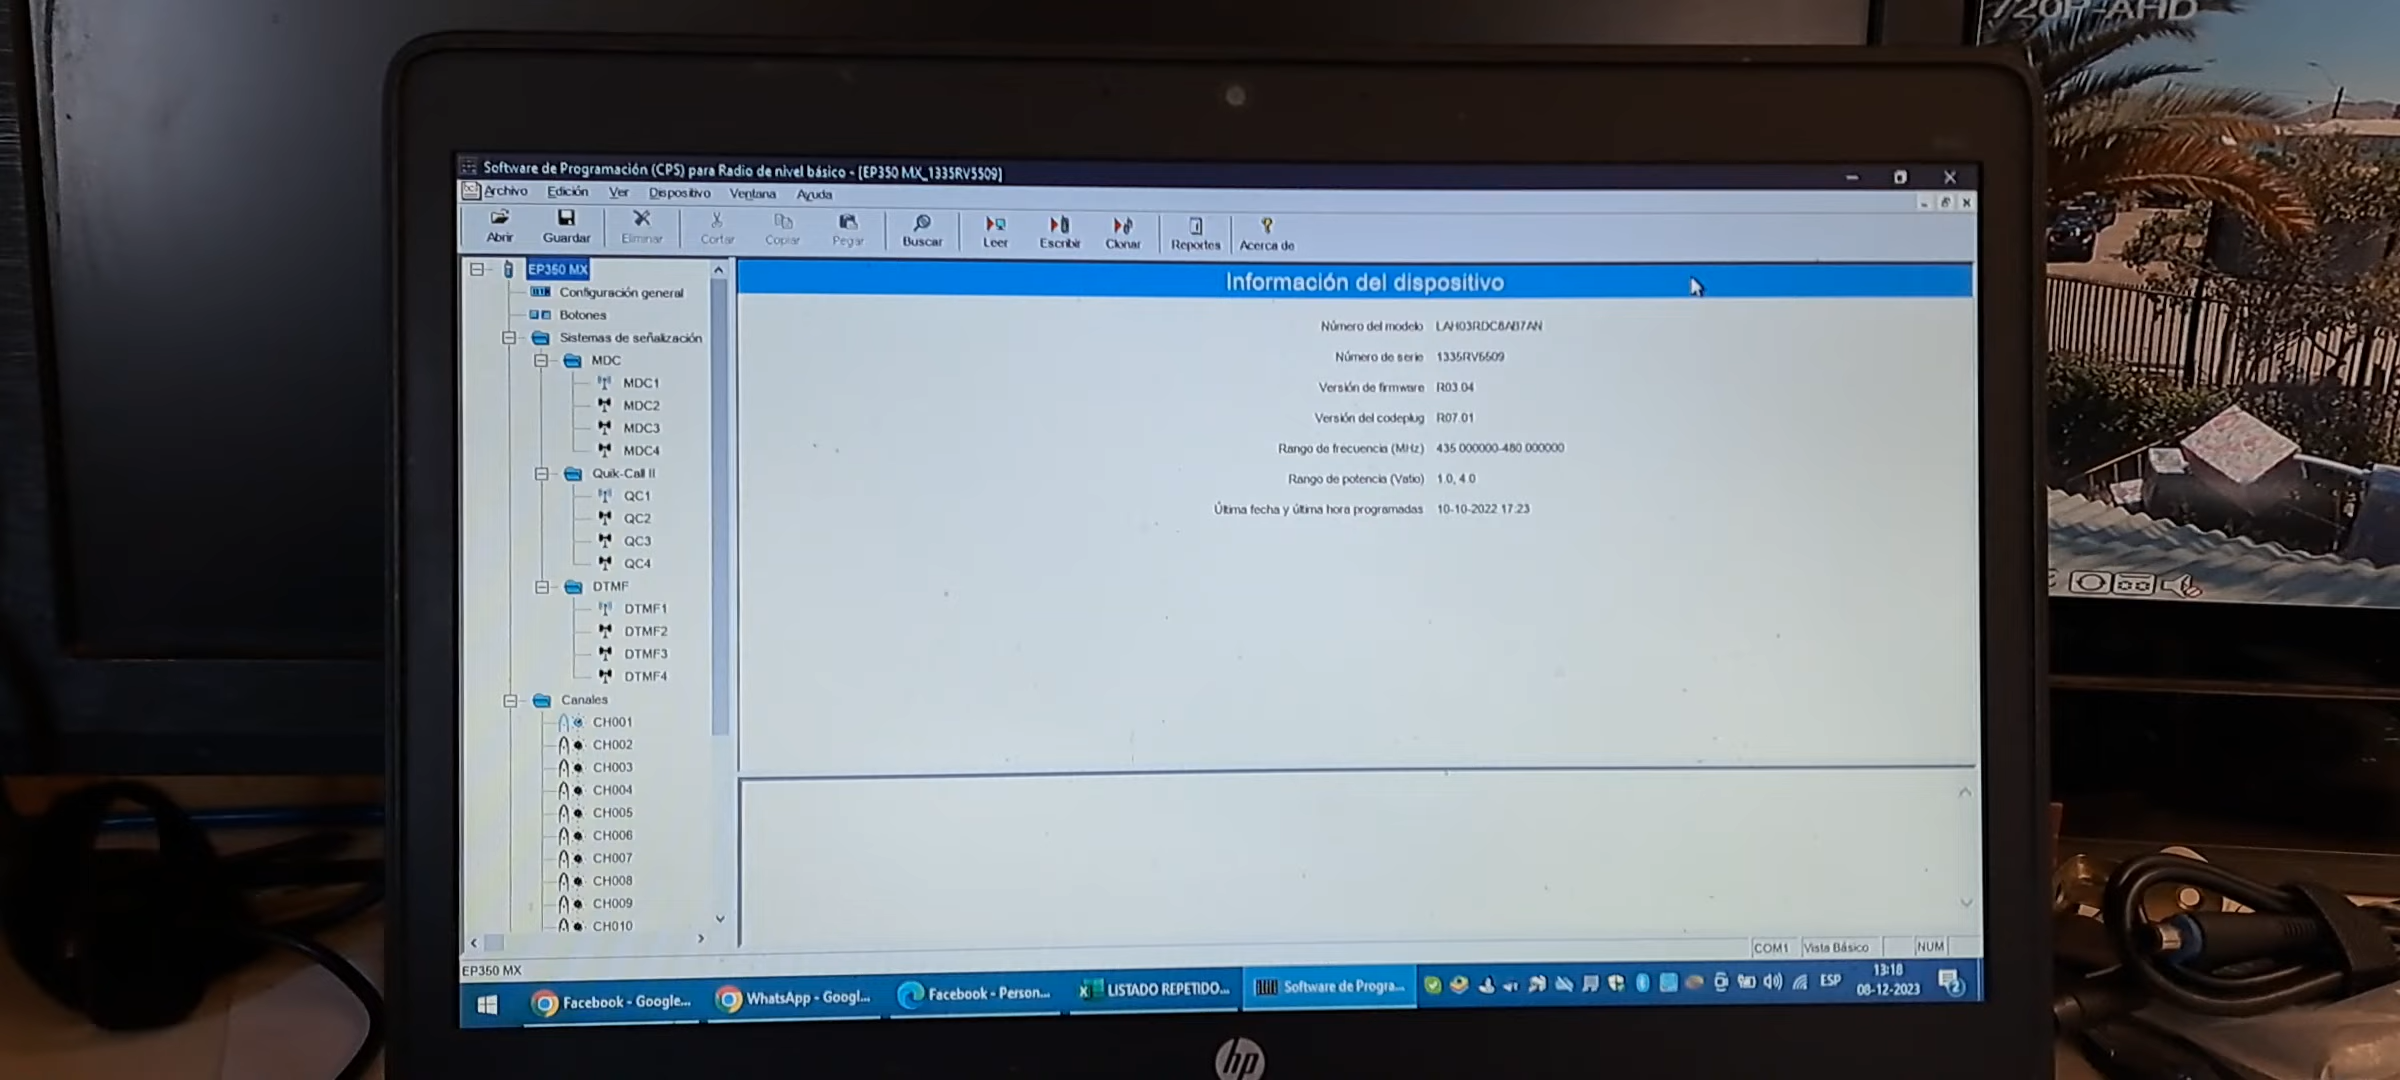 720P-AHD
Software de Programación (CPS) para Radio de nivel básico - [EP350 MX_1335RV5509]
Archivo Edición Ver Dispositivo Ventana Ayuda
Abrir Guardar Eliminar Cortar Copiar Pegar Buscar Leer Escribir Clonar Reportes Acerca de
EP350 MX
Configuración general
Botones
Sistemas de señalización
MDC
MDC1
MDC2
MDC3
MDC4
Quik-Call II
QC1
QC2
QC3
QC4
DTMF
DTMF1
DTMF2
DTMF3
DTMF4
Canales
CH001
CH002
CH003
CH004
CH005
CH006
CH007
CH008
CH009
CH010
Información del dispositivo
Número del modelo LAH03RDC8AB7AN
Número de serie 1335RV5509
Versión de firmware R03.04
Versión del codeplug R07.01
Rango de frecuencia (MHz) 435.000000-480.000000
Rango de potencia (Vatio) 1.0, 4.0
Última fecha y última hora programadas 10-10-2022 17:23
COM1 Vista Básico NUM
EP350 MX
Facebook - Google... WhatsApp - Googl... Facebook - Person... LISTADO REPETIDO... Software de Progra... ESP 13:18
08-12-2023
2
hp